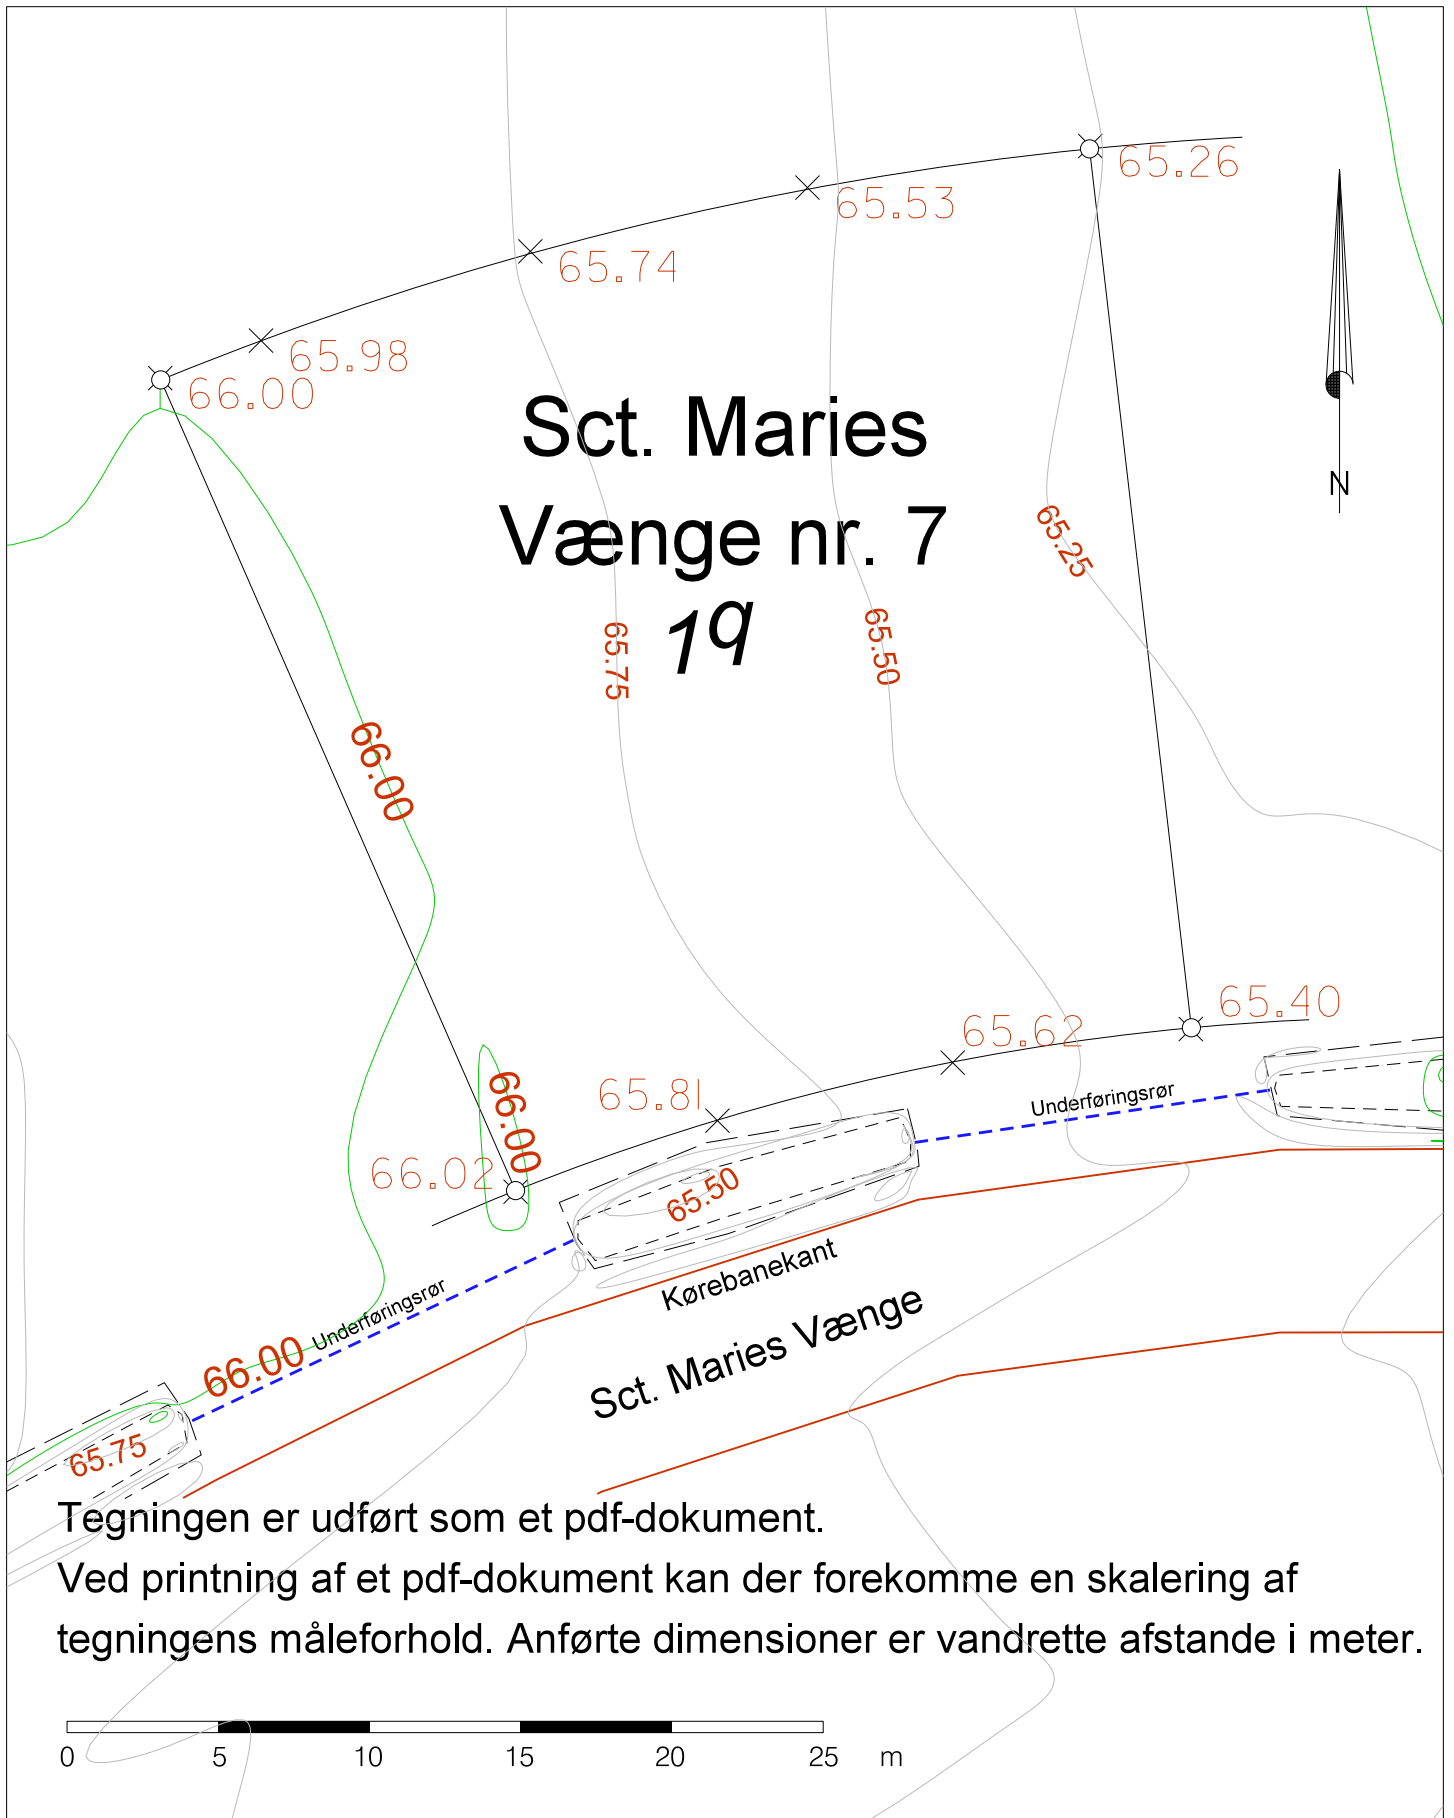 65.26
65.53
65.74
65.98
66.00
Sct. Maries
Vænge nr. 7
1q
N
65.25
65.75
65.50
66.00
65.40
65.62
65.81
66.00
66.02
Underføringsrør
65.50
Kørebanekant
Sct. Maries Vænge
Underføringsrør
66.00
65.75
Tegningen er udført som et pdf-dokument.
Ved printning af et pdf-dokument kan der forekomme en skalering af
tegningens måleforhold. Anførte dimensioner er vandrette afstande i meter.
0 5 10 15 20 25 m